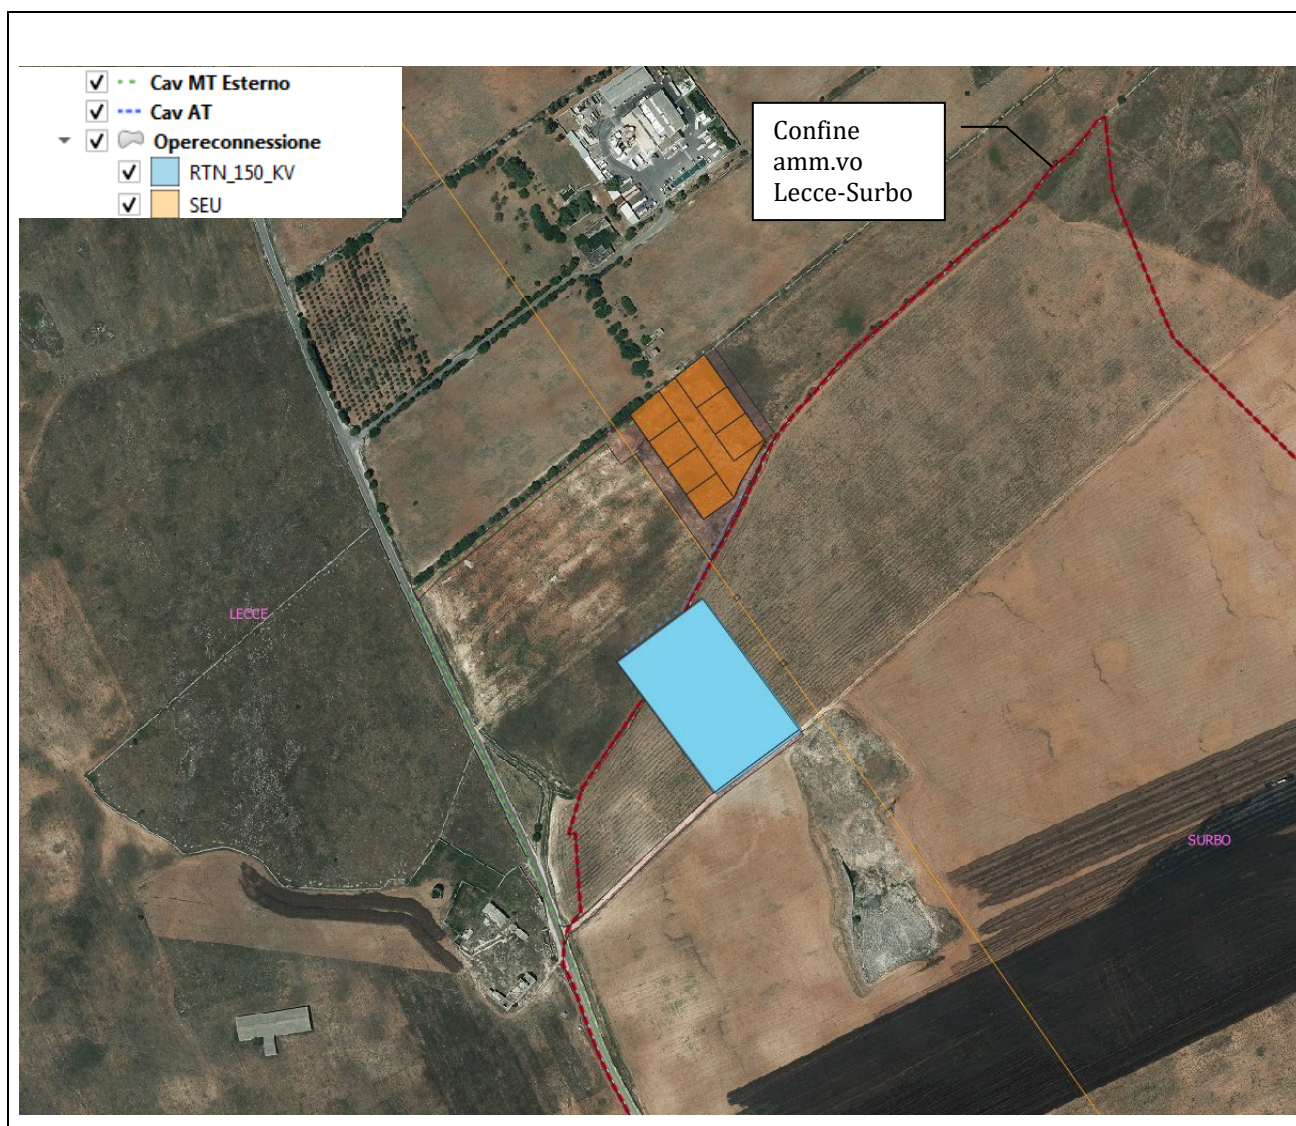 Cav MT Esterno
Cav AT
Opereconnessione
RTN_150_KV
SEU
Confine
amm.vo
Lecce-Surbo
LECCE
SURBO